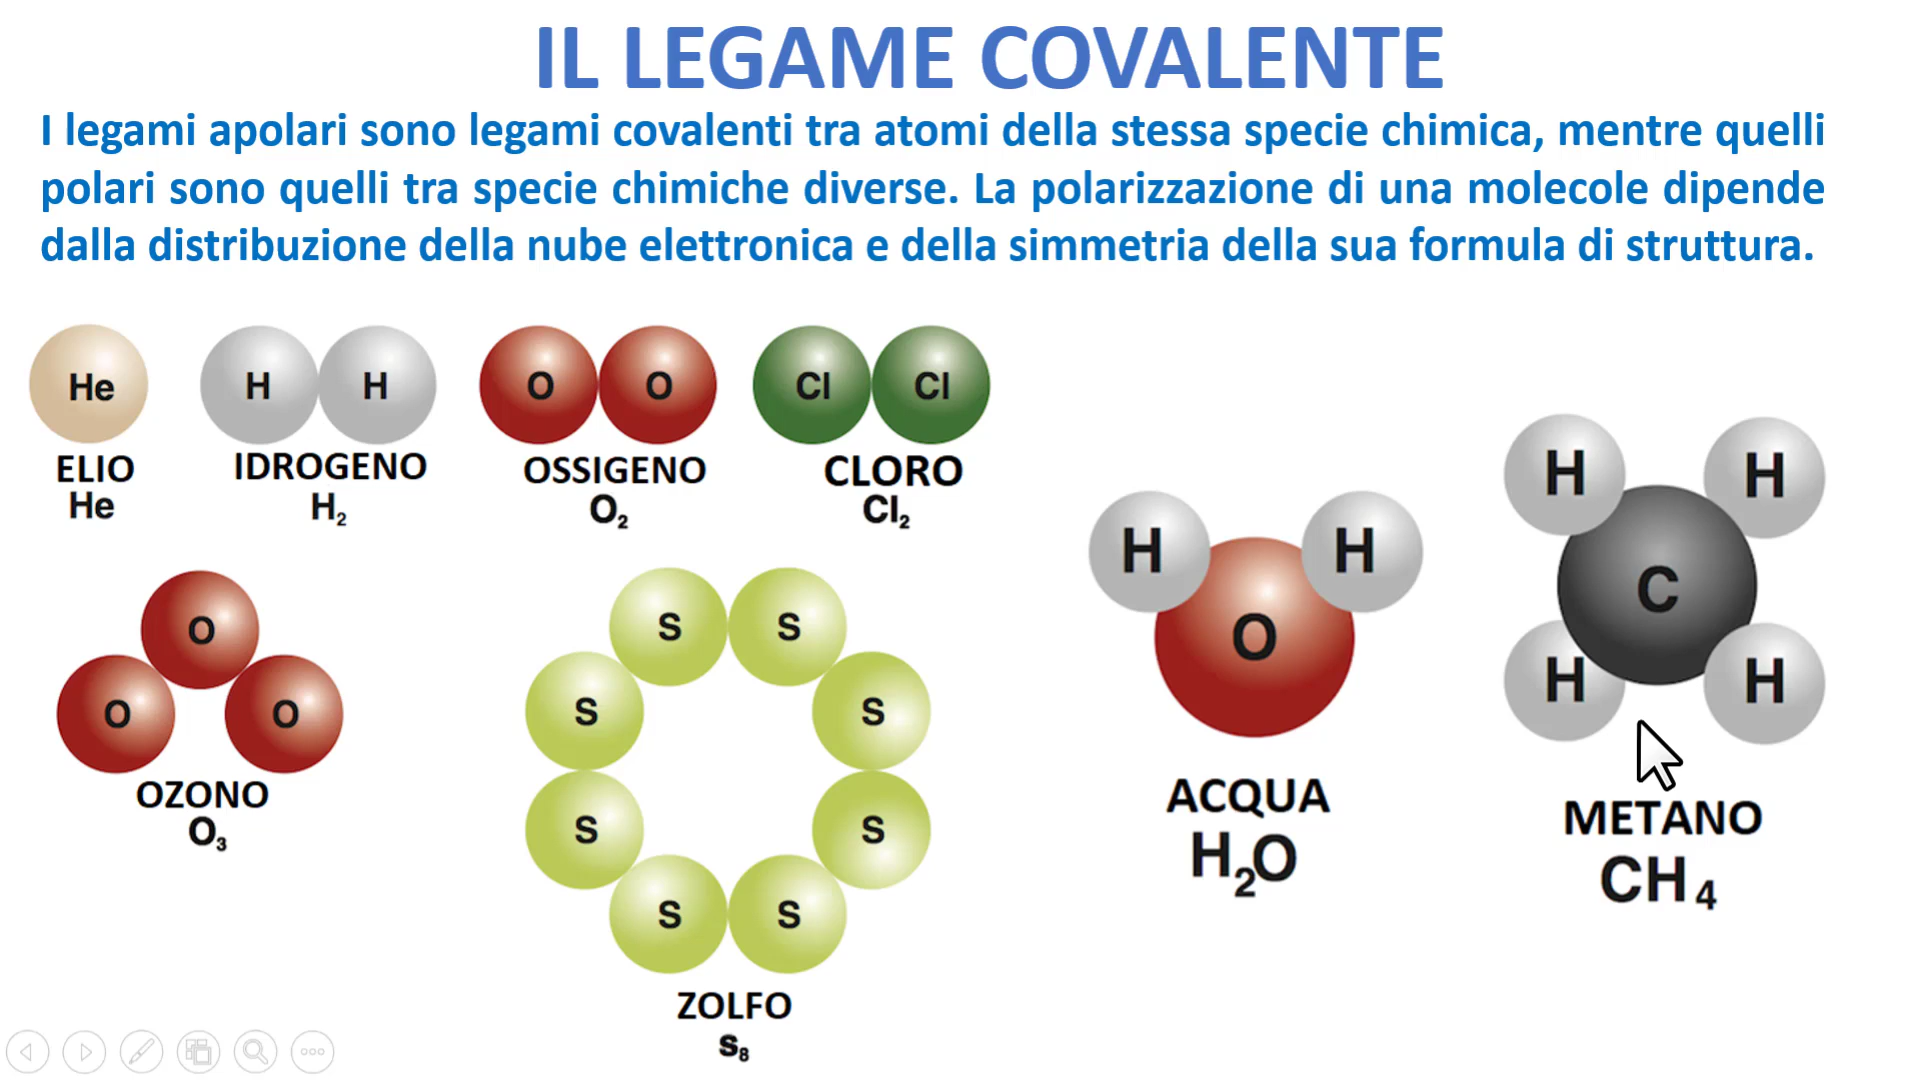 IL LEGAME COVALENTE
I legami apolari sono legami covalenti tra atomi della stessa specie chimica, mentre quelli
polari sono quelli tra specie chimiche diverse. La polarizzazione di una molecole dipende
dalla distribuzione della nube elettronica e della simmetria della sua formula di struttura.
He
ELIO
He
H H
IDROGENO
H₂
O O
OSSIGENO
O₂
Cl Cl
CLORO
Cl₂
O
O O
OZONO
O₃
S S
S S
S S
S S
ZOLFO
S₈
H H
O
ACQUA
H₂O
H H
C
H H
METANO
CH₄